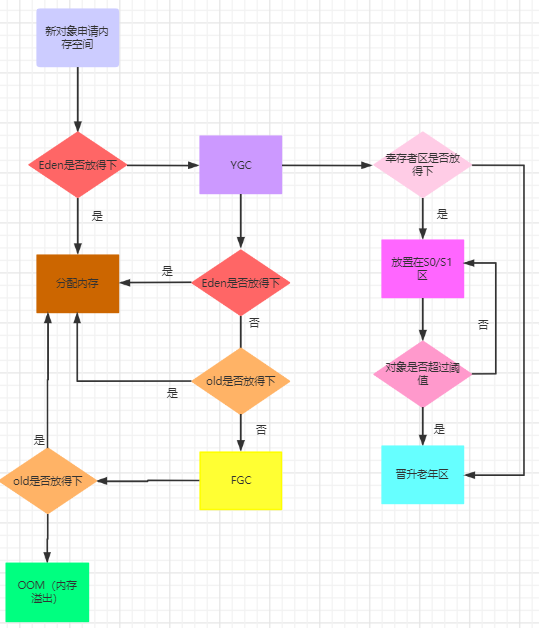 新对象申请内
存空间
Eden是否放得下
YGC
幸存者区是否放
得下
是
是
分配内存
是
Eden是否放得下
放置在S0/S1
区
否
否
old是否放得下
对象是否超过阈
值
是
否
是
是
old是否放得下
FGC
晋升老年区
OOM（内存
溢出）